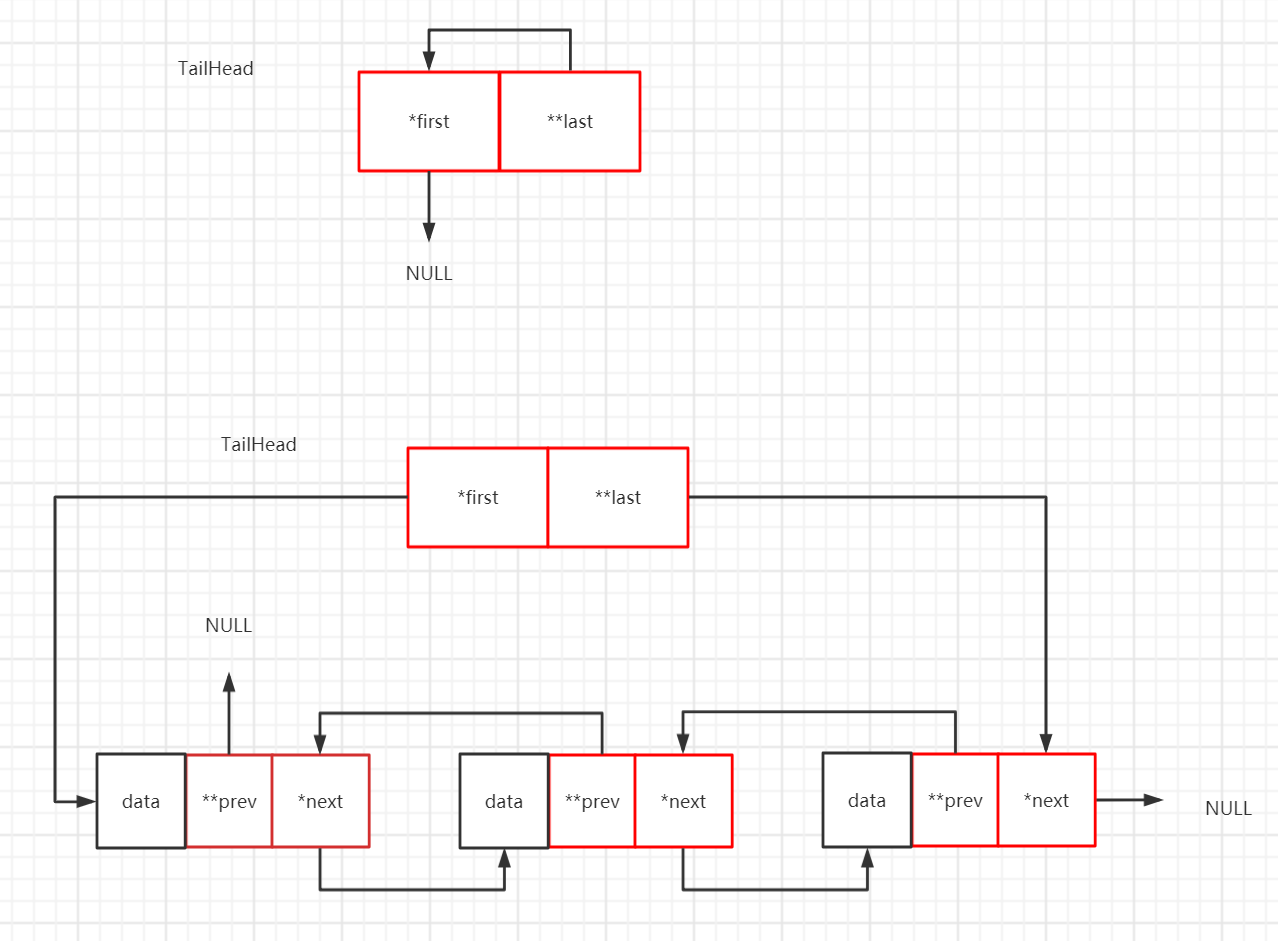 TailHead
*first
**last
NULL
TailHead
*first
**last
NULL
data
**prev
*next
data
**prev
*next
data
**prev
*next
NULL